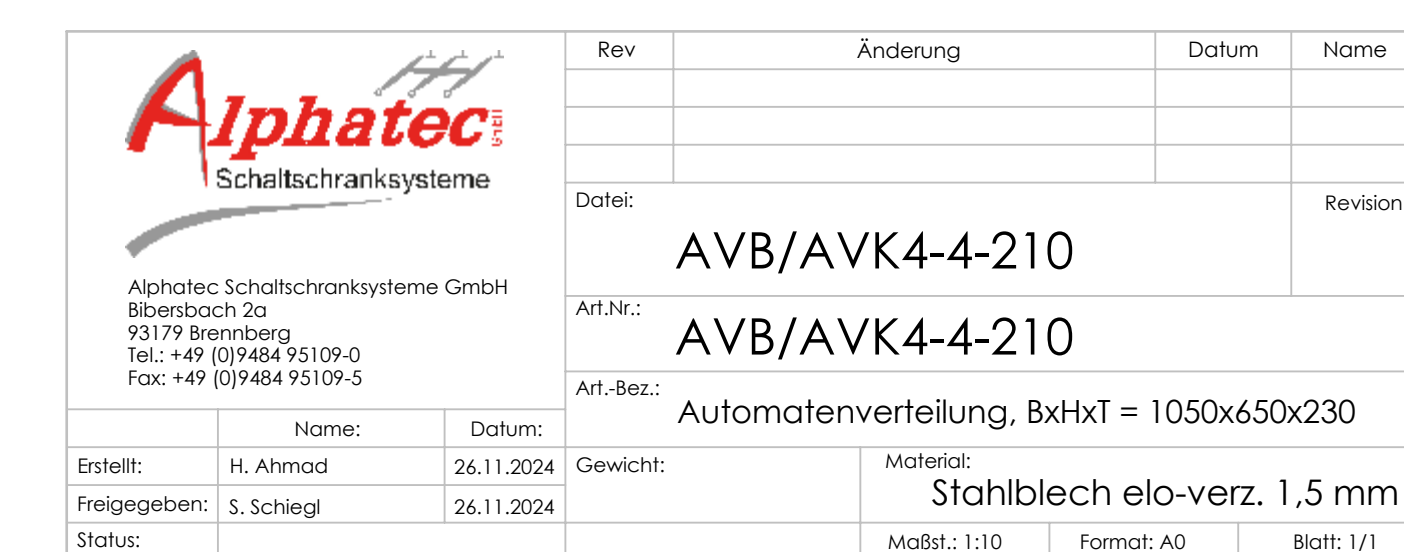 Alphatec GmbH
Schaltschranksysteme
Alphatec Schaltschranksysteme GmbH
Bibersbach 2a
93179 Brennberg
Tel.: +49 (0)9484 95109-0
Fax: +49 (0)9484 95109-5
Name: Datum:
Erstellt: H. Ahmad 26.11.2024
Freigegeben: S. Schiegl 26.11.2024
Status:
Rev Änderung Datum Name
Datei: Revision
AVB/AVK4-4-210
Art.Nr.:
AVB/AVK4-4-210
Art.-Bez.:
Automatenverteilung, BxHxT = 1050x650x230
Gewicht: Material:
Stahlblech elo-verz. 1,5 mm
Maßst.: 1:10 Format: A0 Blatt: 1/1